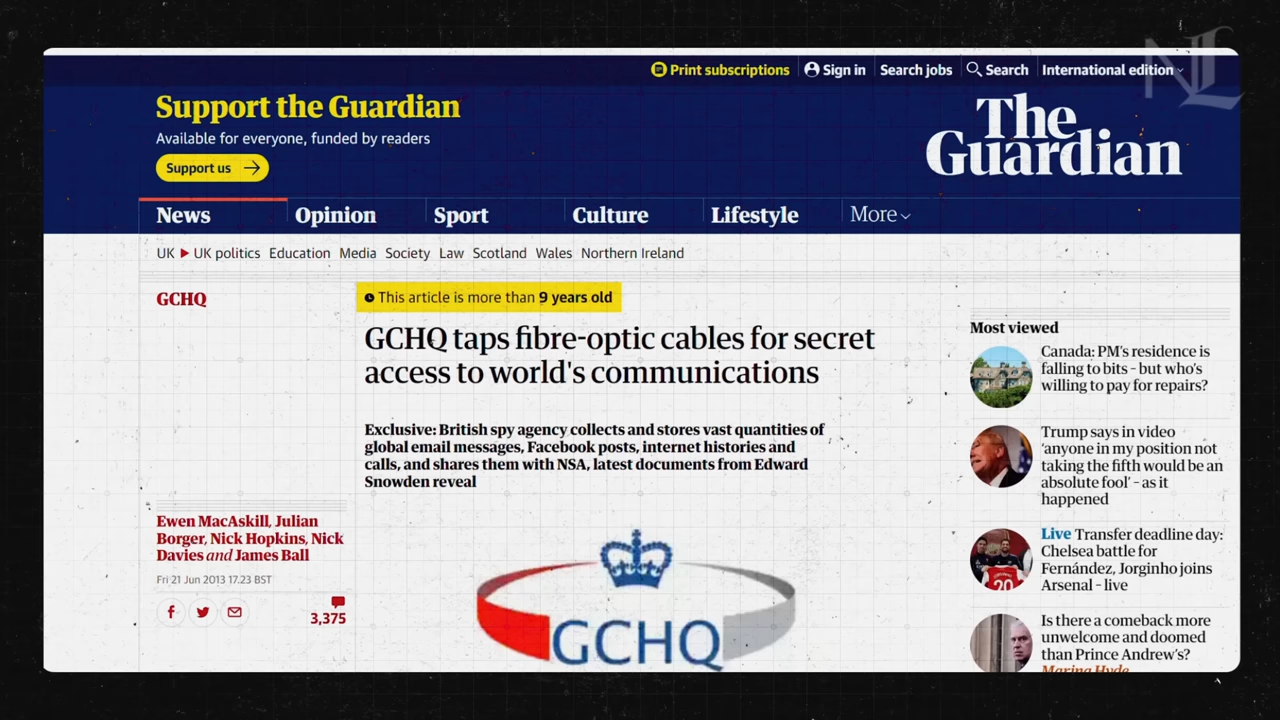 NL
Print subscriptions
Sign in
Search jobs
Search
International edition
Support the Guardian
Available for everyone, funded by readers
Support us
The
Guardian
News
Opinion
Sport
Culture
Lifestyle
More
UK
UK politics
Education
Media
Society
Law
Scotland
Wales
Northern Ireland
GCHQ
This article is more than 9 years old
GCHQ taps fibre-optic cables for secret
access to world's communications
Exclusive: British spy agency collects and stores vast quantities of
global email messages, Facebook posts, internet histories and
calls, and shares them with NSA, latest documents from Edward
Snowden reveal
Ewen MacAskill, Julian
Borger, Nick Hopkins, Nick
Davies and James Ball
Fri 21 Jun 2013 17.23 BST
3,375
GCHQ
Most viewed
Canada: PM's residence is
falling to bits – but who's
willing to pay for repairs?
Trump says in video
'anyone in my position not
taking the fifth would be an
absolute fool' – as it
happened
Live Transfer deadline day:
Chelsea battle for
Fernández, Jorginho joins
Arsenal – live
20
Is there a comeback more
unwelcome and doomed
than Prince Andrew's?
Marina Hyde